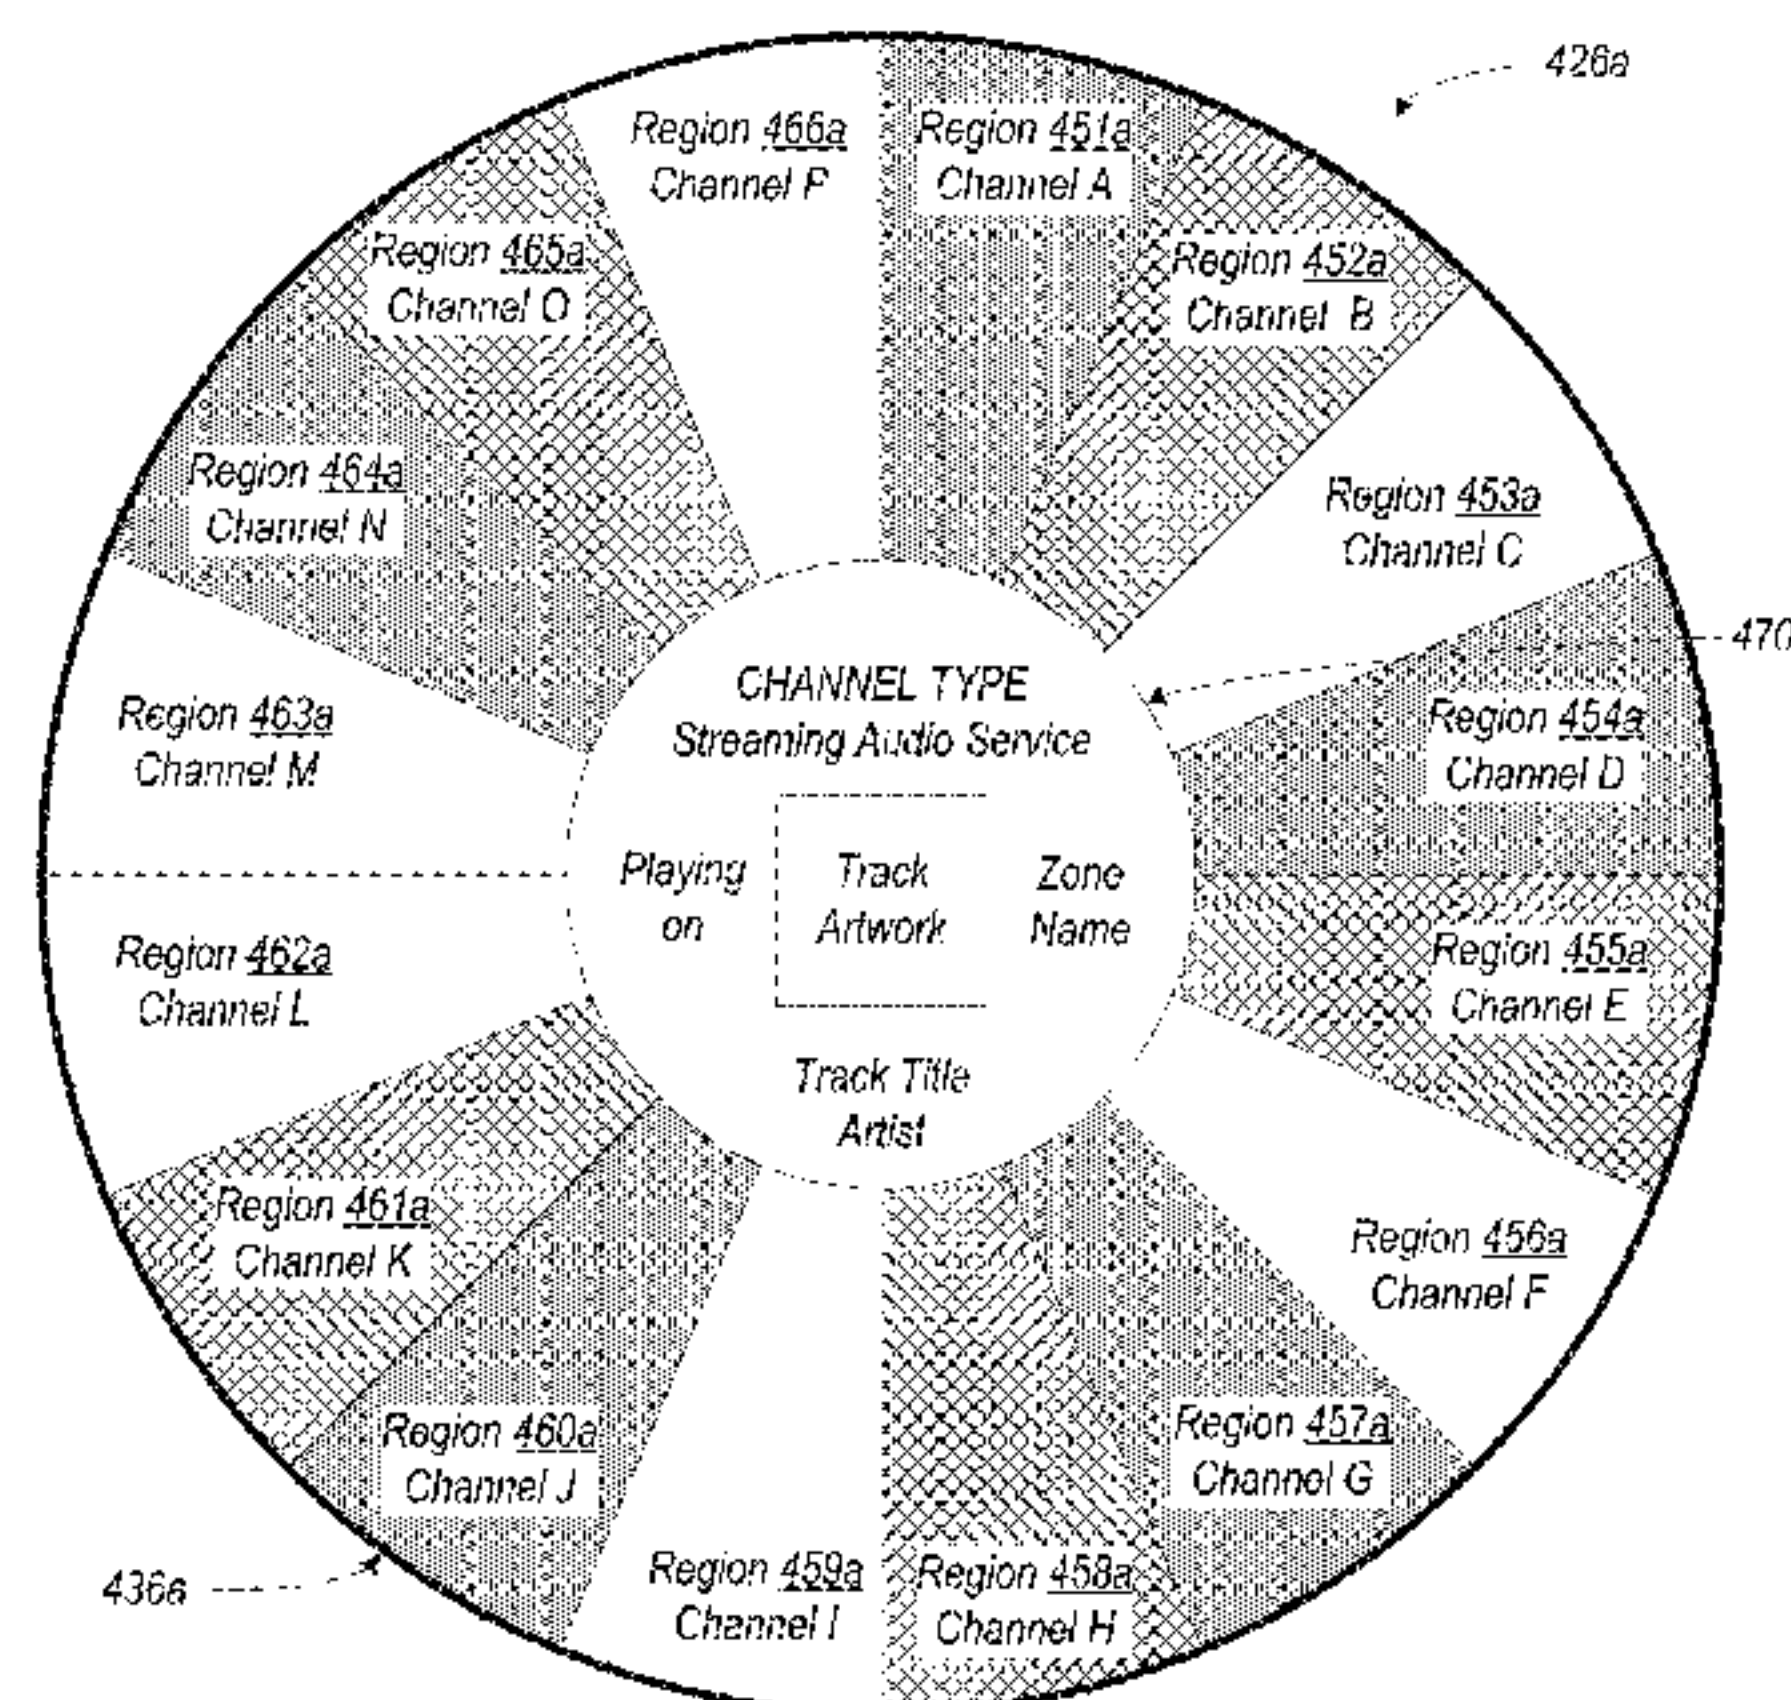 426a
Region 466a
Channel P
Region 451a
Channel A
Region 452a
Channel B
Region 453a
Channel C
470
Region 454a
Channel D
Region 455a
Channel E
Region 456a
Channel F
Region 457a
Channel G
Region 458a
Channel H
Region 459a
Channel I
Region 460a
Channel J
436a
Region 461a
Channel K
Region 462a
Channel L
Region 463a
Channel M
Region 464a
Channel N
Region 465a
Channel O
CHANNEL TYPE
Streaming Audio Service
Playing
on
Track
Artwork
Zone
Name
Track Title
Artist